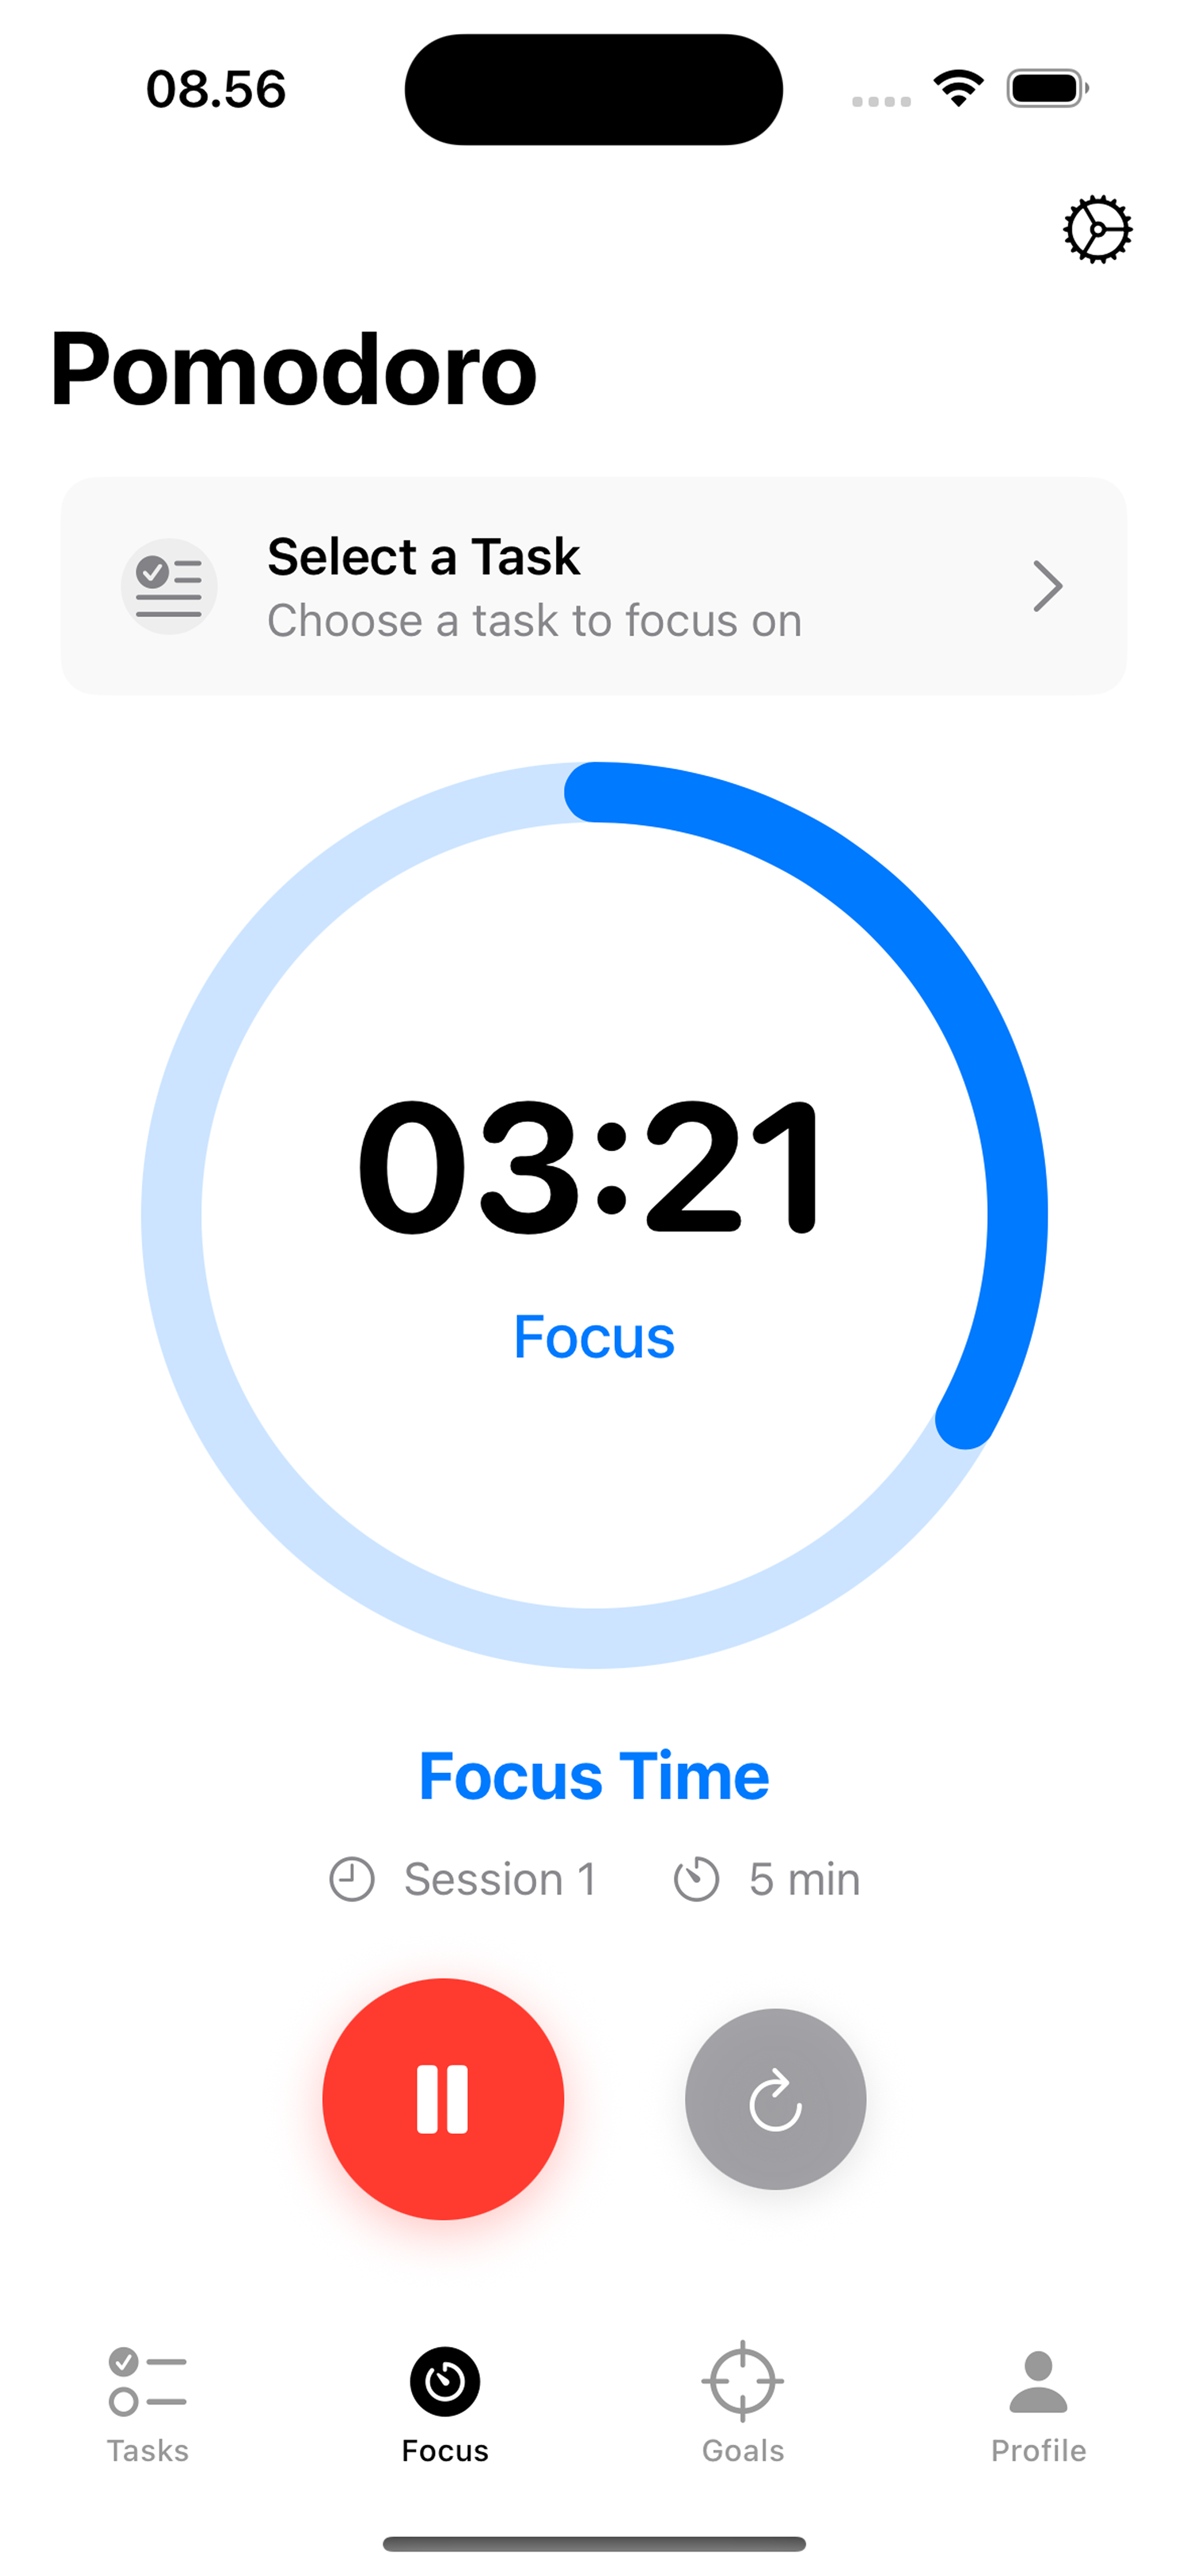 08.56
Pomodoro
Select a Task
Choose a task to focus on
03:21
Focus
Focus Time
Session 1 5 min
Tasks Focus Goals Profile